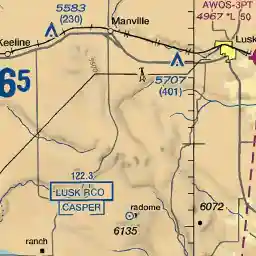 AWOS-3PT
5583
(230)
Manville
4967 *L 50
Keeline
Lusk
5707
(401)
65
122.3
LUSK RCO
CASPER
radome
6135
6072
ranch